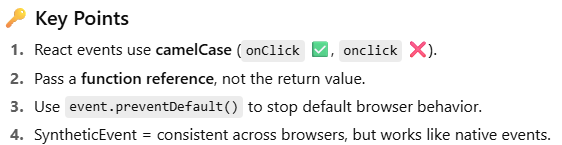 🔑 Key Points
1. React events use camelCase ( onClick ✅, onclick ❌).
2. Pass a function reference, not the return value.
3. Use event.preventDefault() to stop default browser behavior.
4. SyntheticEvent = consistent across browsers, but works like native events.